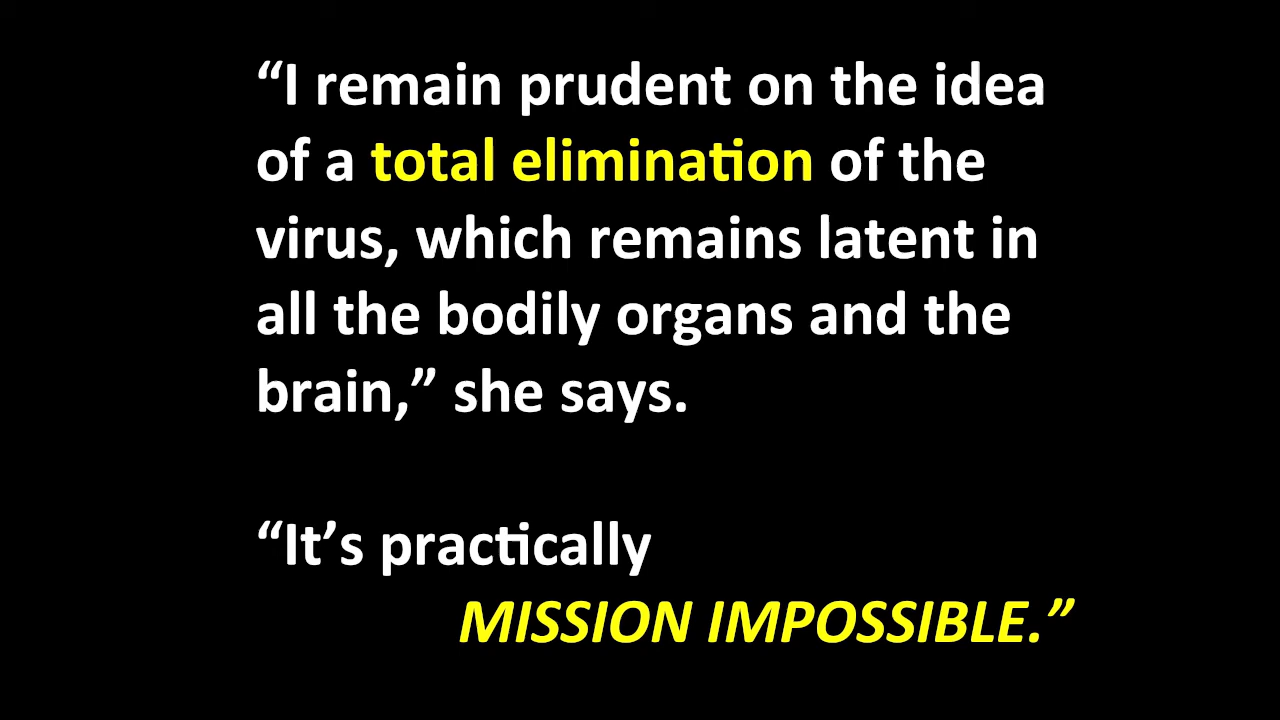 “I remain prudent on the idea
of a total elimination of the
virus, which remains latent in
all the bodily organs and the
brain,” she says.
“It’s practically
MISSION IMPOSSIBLE.”